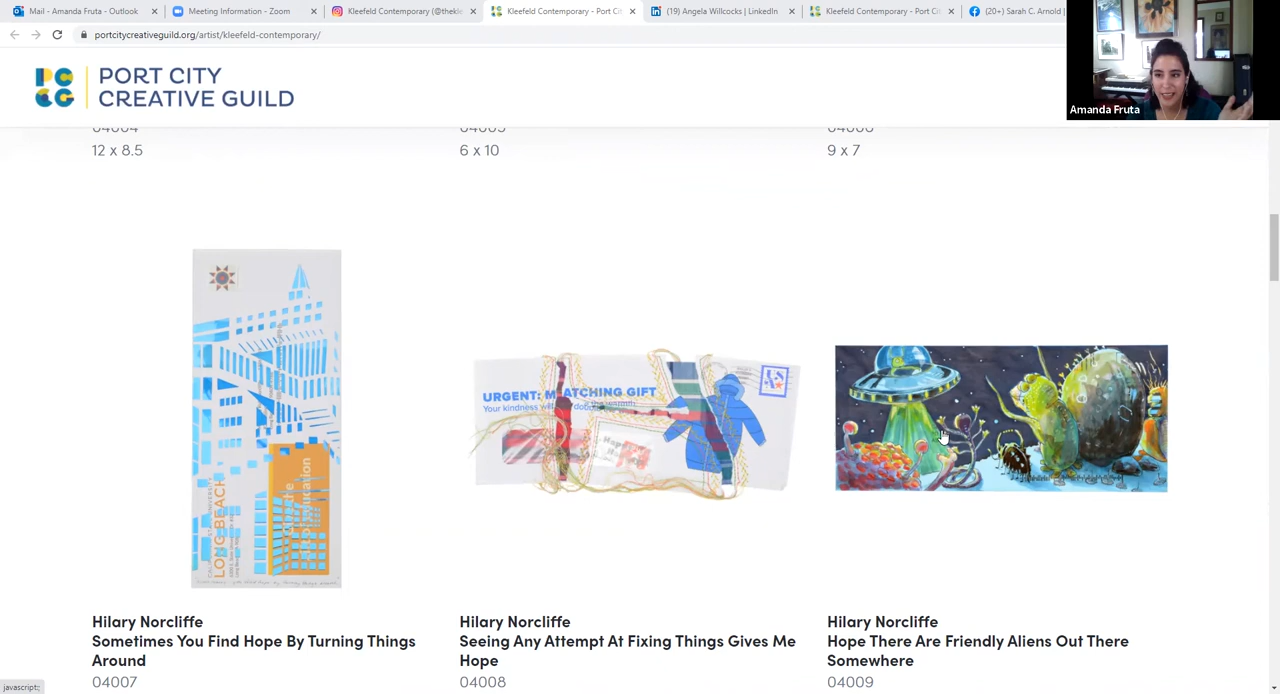 Mail - Amanda Fruta - Outlook
Meeting Information - Zoom
Kleefeld Contemporary (@thekle
Kleefeld Contemporary - Port Cit
(19) Angela Willcocks | LinkedIn
Kleefeld Contemporary - Port Cit
(20+) Sarah C. Arnold |
portcitycreativeguild.org/artist/kleefeld-contemporary/
Amanda Fruta
PORT CITY
CREATIVE GUILD
04004
04005
04006
12 x 8.5
6 x 10
9 x 7
LONG BEACH
URGENT: MATCHING GIFT
Your kindness
Hilary Norcliffe
Sometimes You Find Hope By Turning Things
Around
04007
Hilary Norcliffe
Seeing Any Attempt At Fixing Things Gives Me
Hope
04008
Hilary Norcliffe
Hope There Are Friendly Aliens Out There
Somewhere
04009
javascript:;